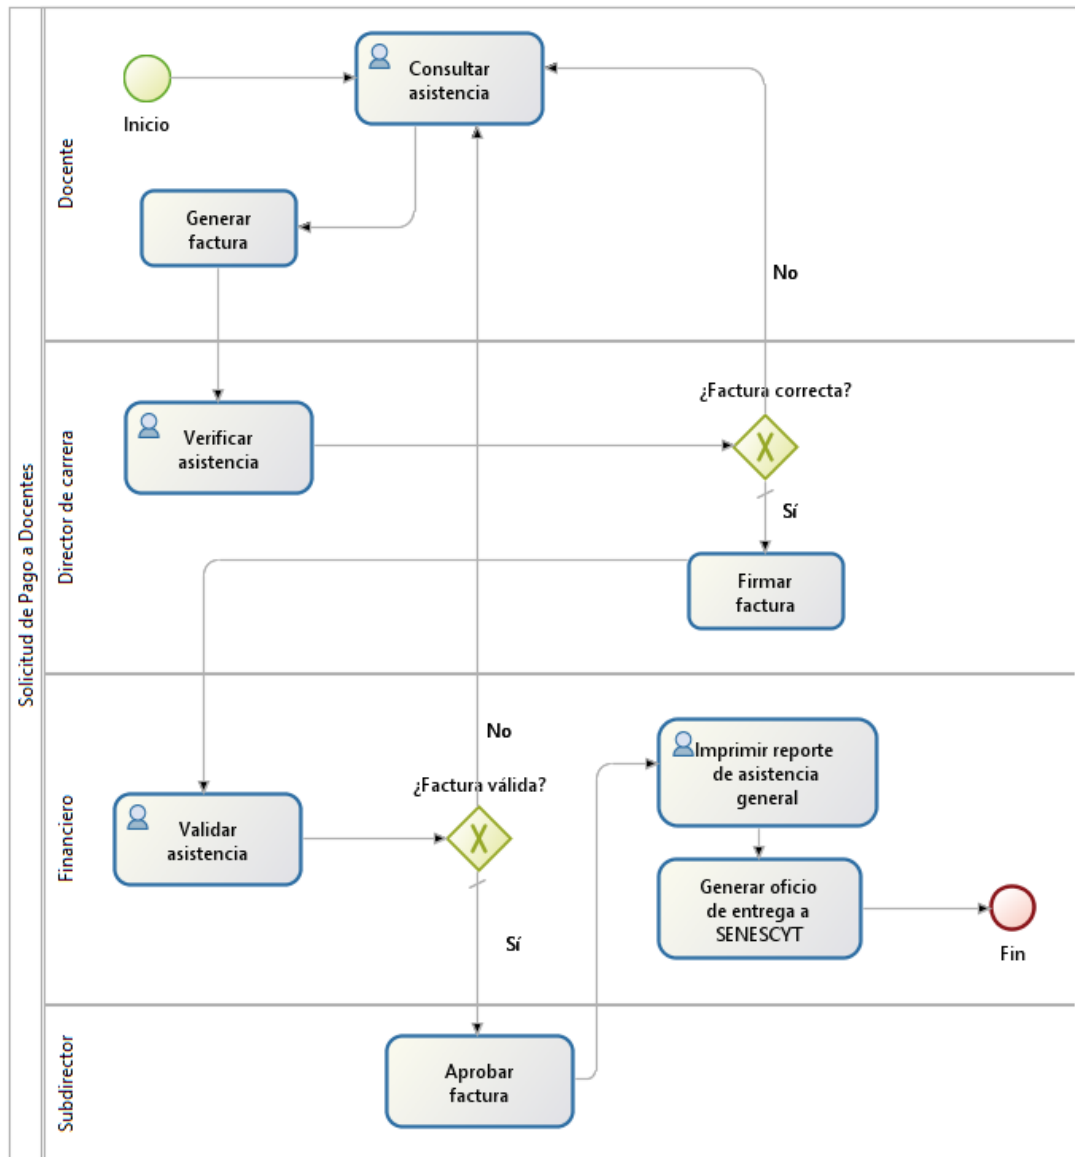 Solicitud de Pago a Docentes
Docente
Inicio
Consultar
asistencia
Generar
factura
No
Director de carrera
Verificar
asistencia
¿Factura correcta?
Sí
Firmar
factura
Financiero
Validar
asistencia
No
¿Factura válida?
Sí
Imprimir reporte
de asistencia
general
Generar oficio
de entrega a
SENESCYT
Fin
Subdirector
Aprobar
factura